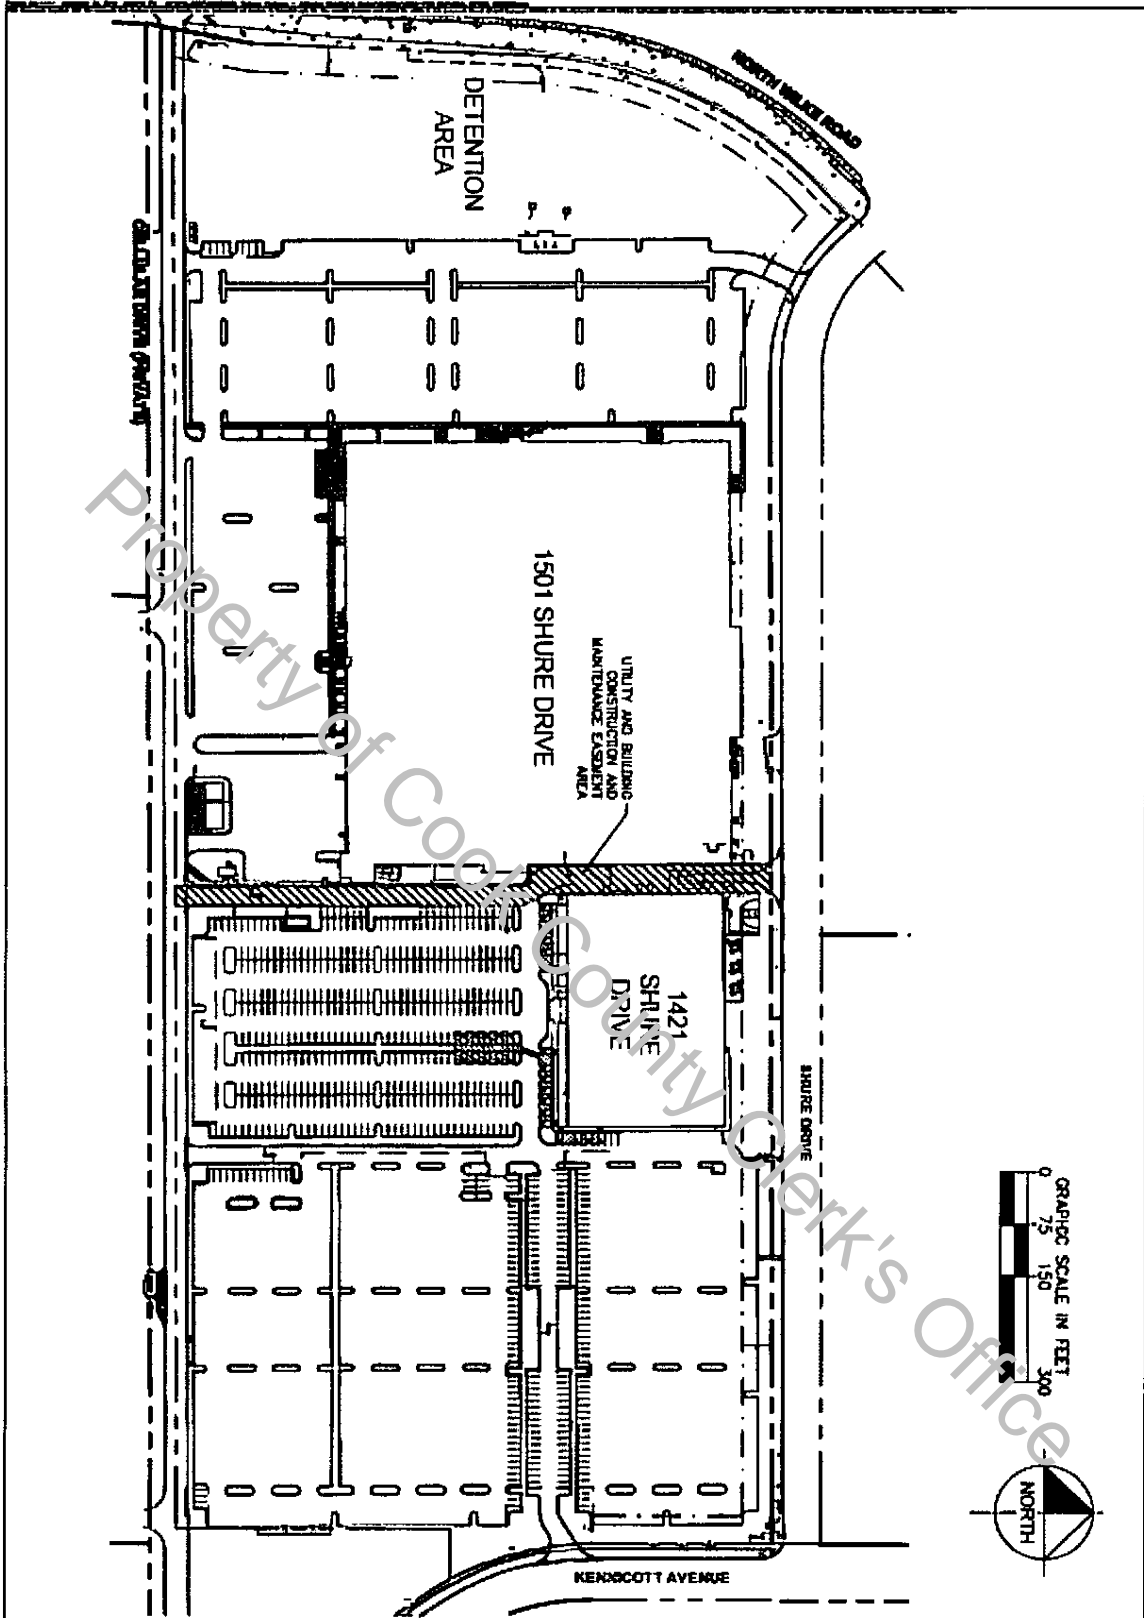 NORTH WILKE ROAD
DETENTION
AREA
1501 SHURE DRIVE
UTILITY AND BUILDING
CONSTRUCTION AND
MAINTENANCE EASEMENT
AREA
1421
SHURE
DRIVE
SHURE DRIVE
GRAPHIC SCALE IN FEET
0 75 150 300
NORTH
KENNICOTT AVENUE
(PRIVATE)
Property of Cook County Clerk's Office